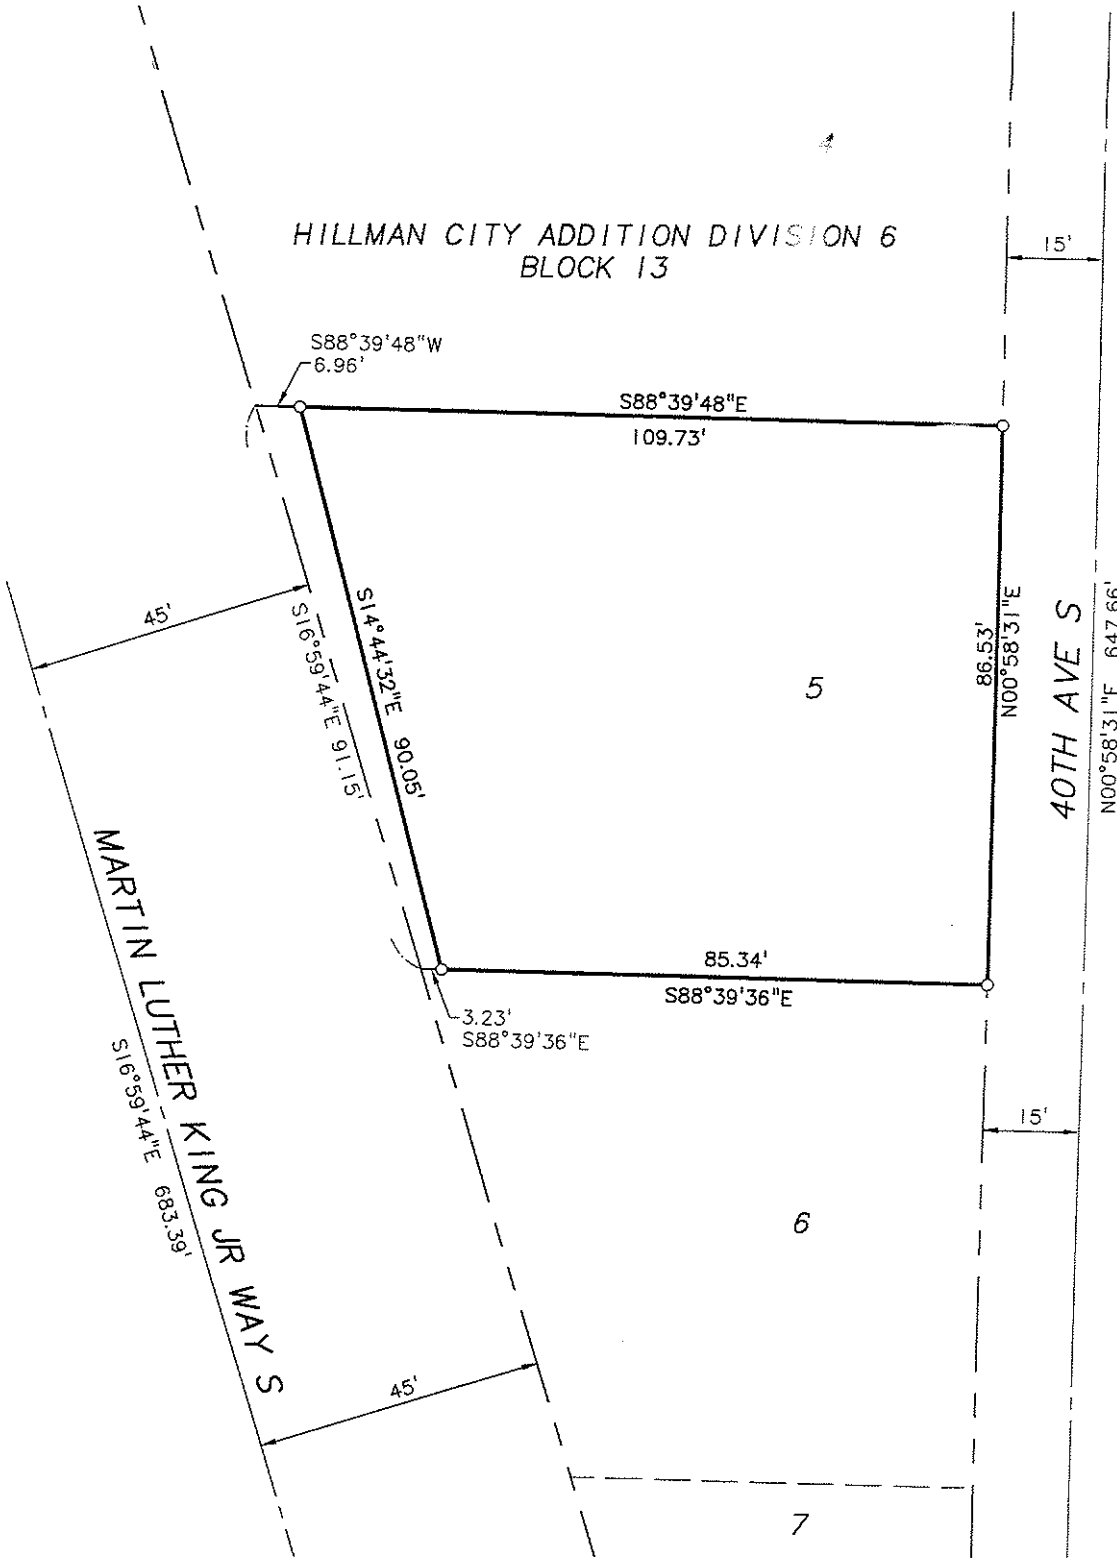 4
HILLMAN CITY ADDITION DIVISION 6
BLOCK 13
15'
S88°39'48"W
6.96'
S88°39'48"E
109.73'
45'
S16°59'44"E 91.15'
S14°44'32"E 90.05'
5
86.53'
N00°58'31"E
40TH AVE S
N00°58'31"E 647.66'
MARTIN LUTHER KING JR WAY S
S16°59'44"E 683.39'
85.34'
S88°39'36"E
3.23'
S88°39'36"E
15'
6
45'
7